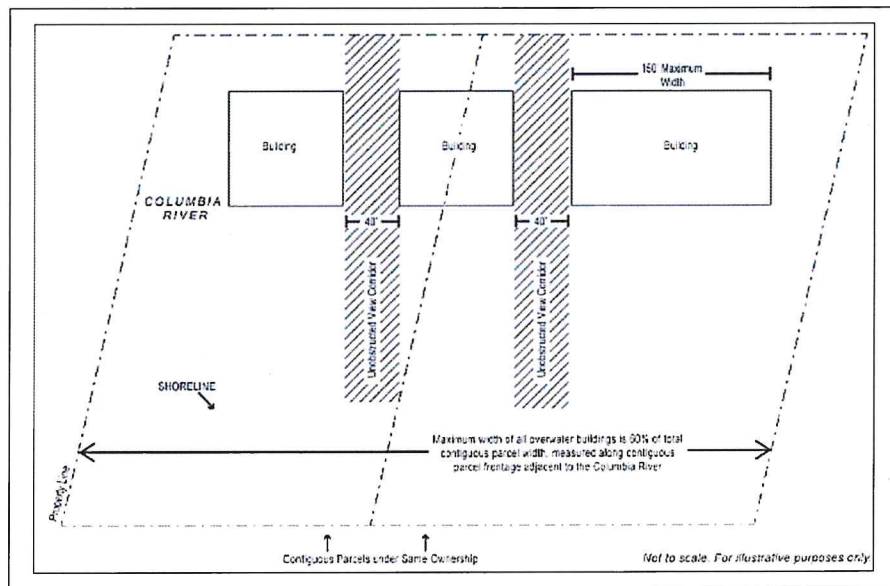 150' Maximum
Width
Building
Building
Building
COLUMBIA
RIVER
40'
40'
Unobstructed View Corridor
Unobstructed View Corridor
SHORELINE
Maximum width of all overwater buildings is 60% of total
contiguous parcel width, measured along contiguous
parcel frontage adjacent to the Columbia River
Property Line
Contiguous Parcels under Same Ownership
Not to scale. For illustrative purposes only.